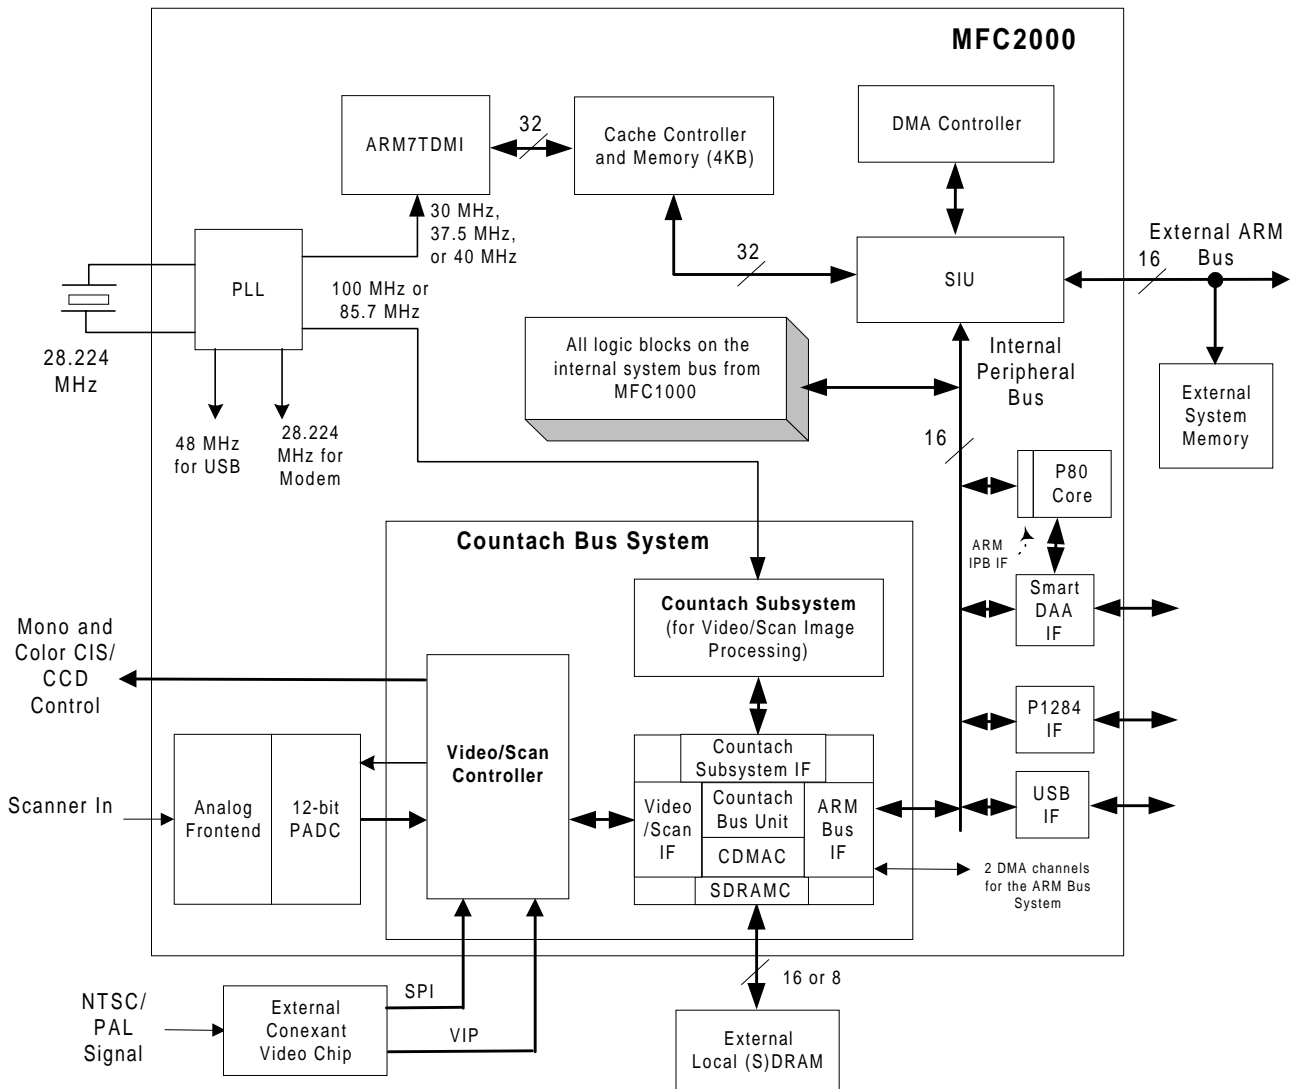 MFC2000
ARM7TDMI
32
Cache Controller
and Memory (4KB)
DMA Controller
30 MHz,
37.5 MHz,
or 40 MHz
PLL
100 MHz or
85.7 MHz
32
SIU
16
External ARM
Bus
28.224
MHz
48 MHz
for USB
28.224
MHz for
Modem
All logic blocks on the
internal system bus from
MFC1000
Internal
Peripheral
Bus
16
External
System
Memory
P80
Core
ARM
IPB IF
Smart
DAA
IF
P1284
IF
USB
IF
Countach Bus System
Countach Subsystem
(for Video/Scan Image
Processing)
Mono and
Color CIS/
CCD
Control
Video/Scan
Controller
Scanner In
Analog
Frontend
12-bit
PADC
Countach
Subsystem IF
Video
/Scan
IF
Countach
Bus Unit
CDMAC
ARM
Bus
IF
SDRAMC
2 DMA channels
for the ARM Bus
System
16 or 8
NTSC/
PAL
Signal
External
Conexant
Video Chip
SPI
VIP
External
Local (S)DRAM